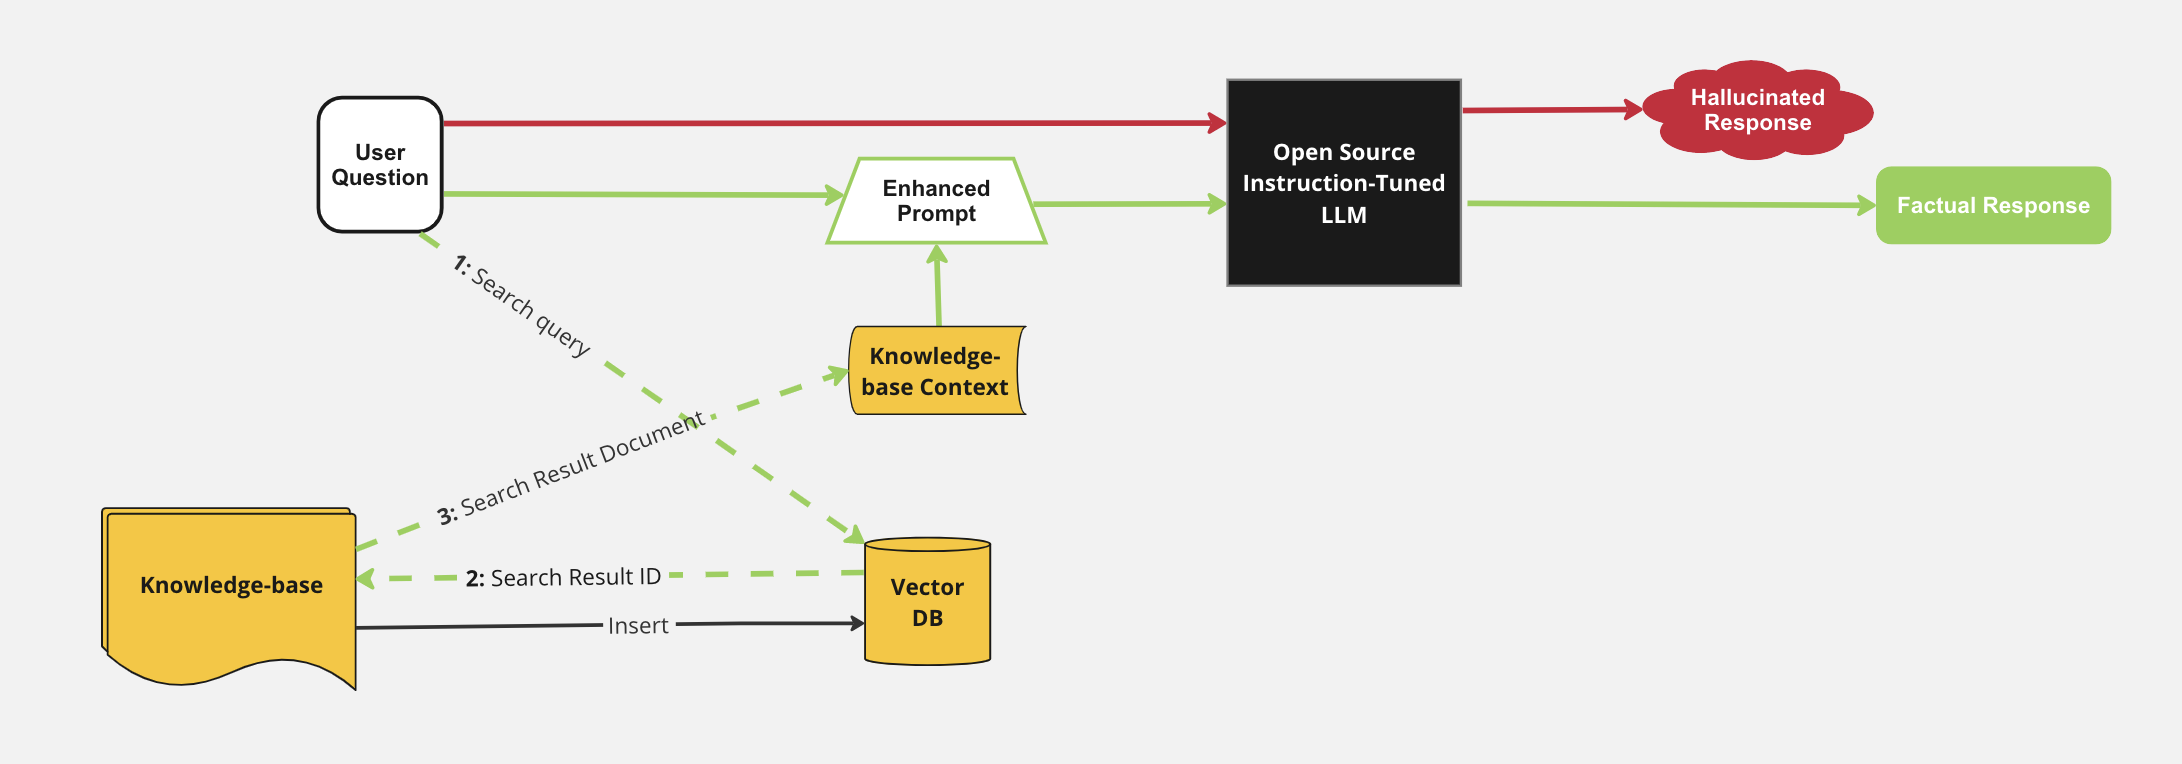 User
Question
Enhanced
Prompt
Open Source
Instruction-Tuned
LLM
Hallucinated
Response
Factual Response
1: Search query
Knowledge-
base Context
3: Search Result Document
Knowledge-base
2: Search Result ID
Insert
Vector
DB